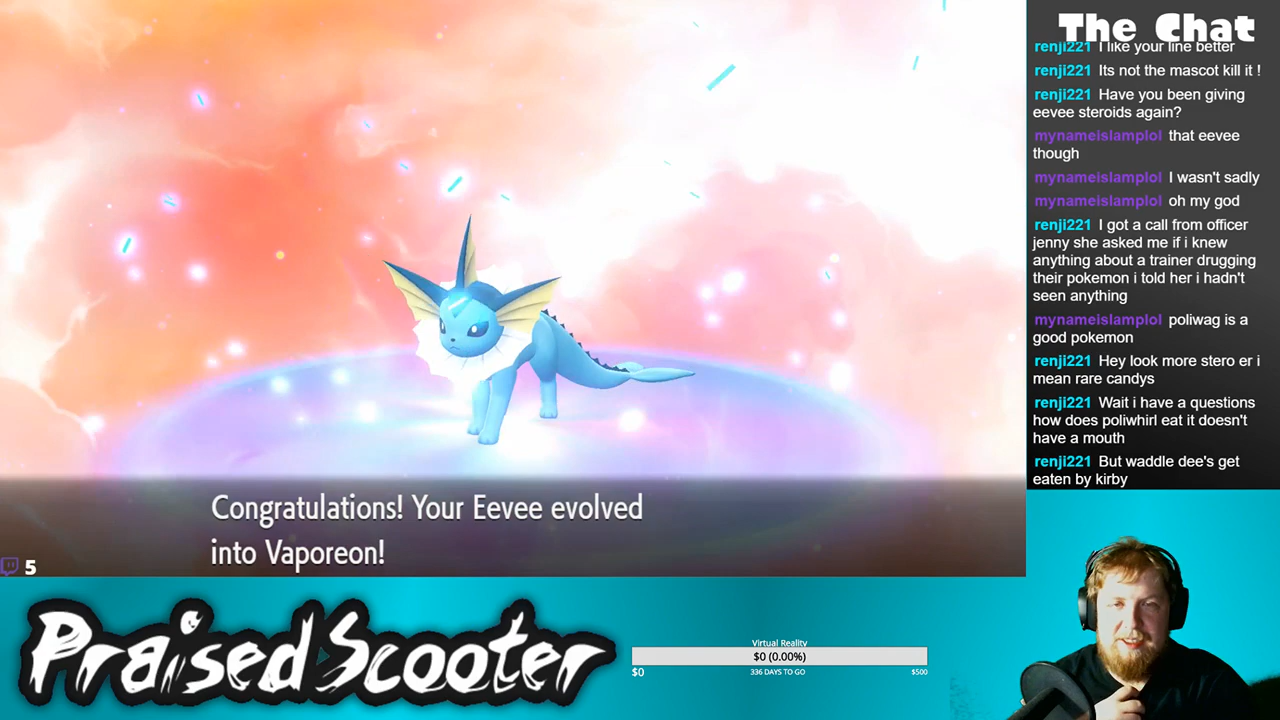 The Chat
renji221 I like your line better
renji221 Its not the mascot kill it !
renji221 Have you been giving
eevee steroids again?
mynameislamplol that eevee
though
mynameislamplol I wasn't sadly
mynameislamplol oh my god
renji221 I got a call from officer
jenny she asked me if i knew
anything about a trainer drugging
their pokemon i told her i hadn't
seen anything
mynameislamplol poliwag is a
good pokemon
renji221 Hey look more stero er i
mean rare candys
renji221 Wait i have a questions
how does poliwhirl eat it doesn't
have a mouth
renji221 But waddle dee's get
eaten by kirby
Congratulations! Your Eevee evolved
into Vaporeon!
5
PraisedScooter
Virtual Reality
$0 (0.00%)
$0 336 DAYS TO GO $500